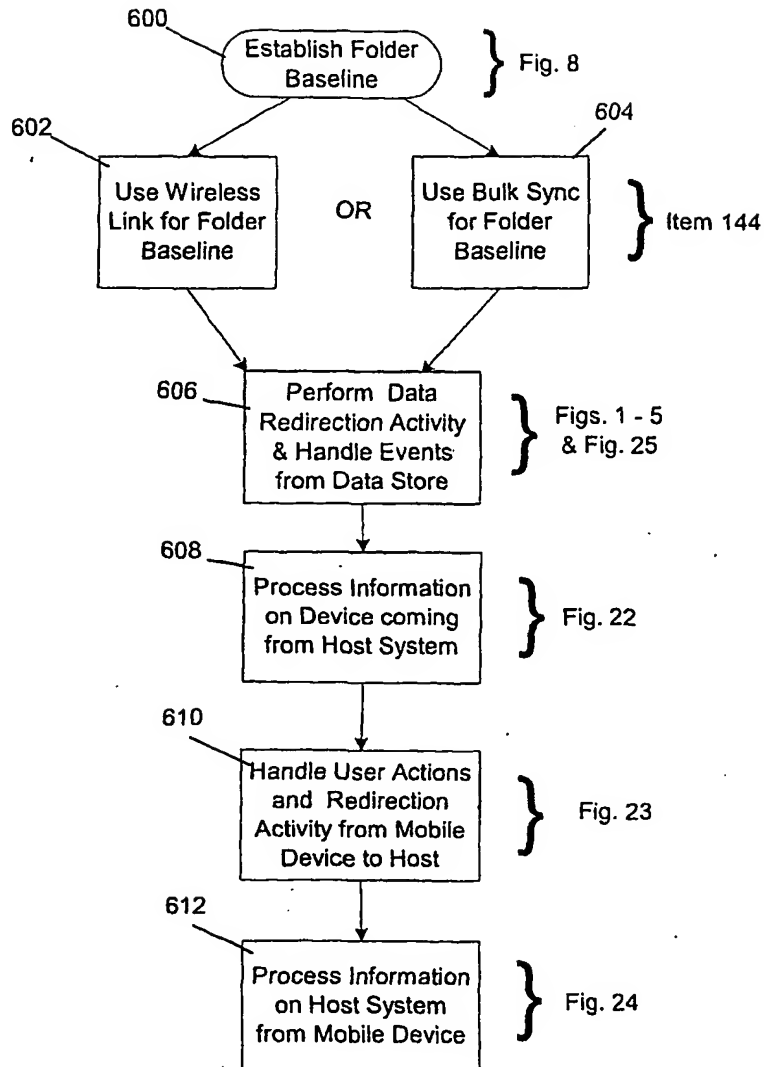 600
Establish Folder
Baseline
} Fig. 8
602
604
Use Wireless
Link for Folder
Baseline
OR
Use Bulk Sync
for Folder
Baseline
} Item 144
606
Perform Data
Redirection Activity
& Handle Events
from Data Store
} Figs. 1 - 5
& Fig. 25
608
Process Information
on Device coming
from Host System
} Fig. 22
610
Handle User Actions
and Redirection
Activity from Mobile
Device to Host
} Fig. 23
612
Process Information
on Host System
from Mobile Device
} Fig. 24